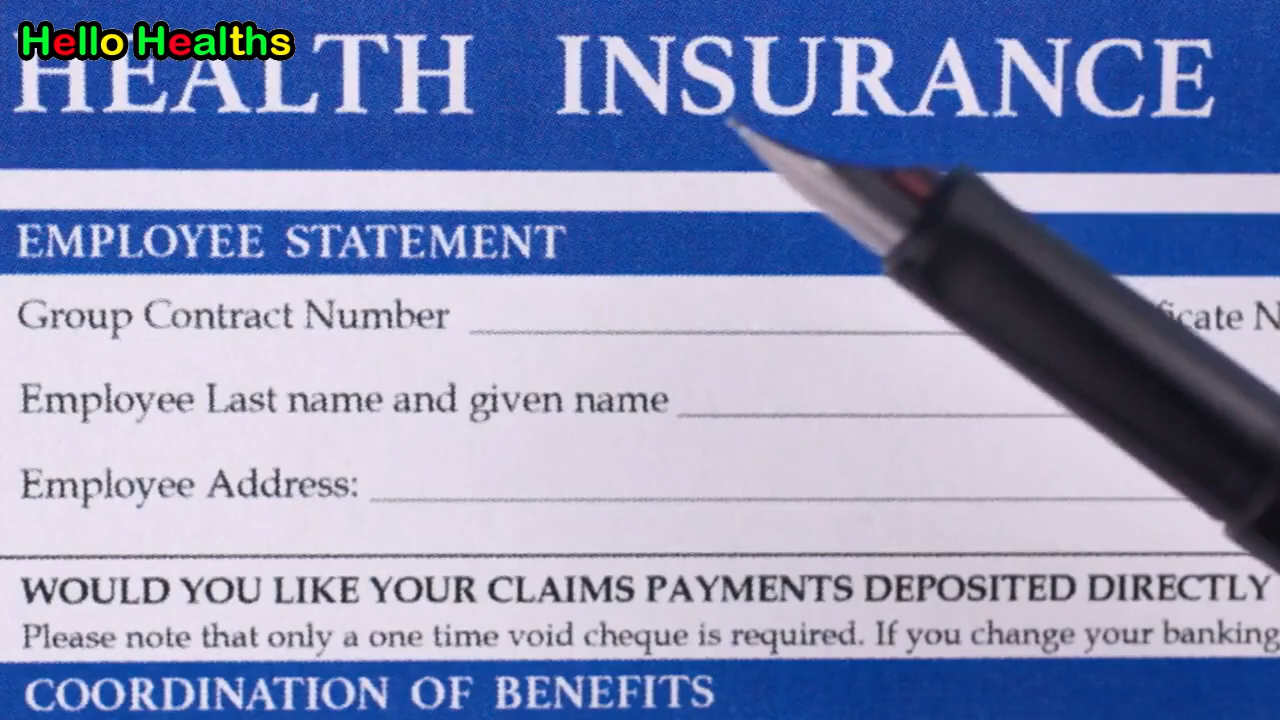 Hello Healths
HEALTH INSURANCE
EMPLOYEE STATEMENT
Group Contract Number
Employee Last name and given name
Employee Address:
WOULD YOU LIKE YOUR CLAIMS PAYMENTS DEPOSITED DIRECTLY
Please note that only a one time void cheque is required. If you change your banking
COORDINATION OF BENEFITS